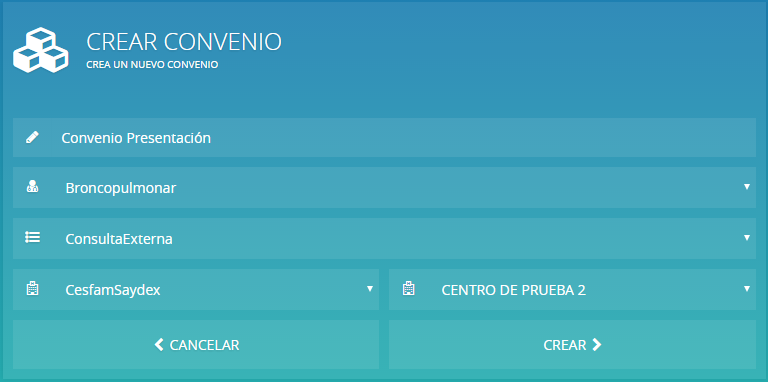 CREAR CONVENIO
CREA UN NUEVO CONVENIO
Convenio Presentación
Broncopulmonar
ConsultaExterna
CesfamSaydex
CENTRO DE PRUEBA 2
CANCELAR
CREAR